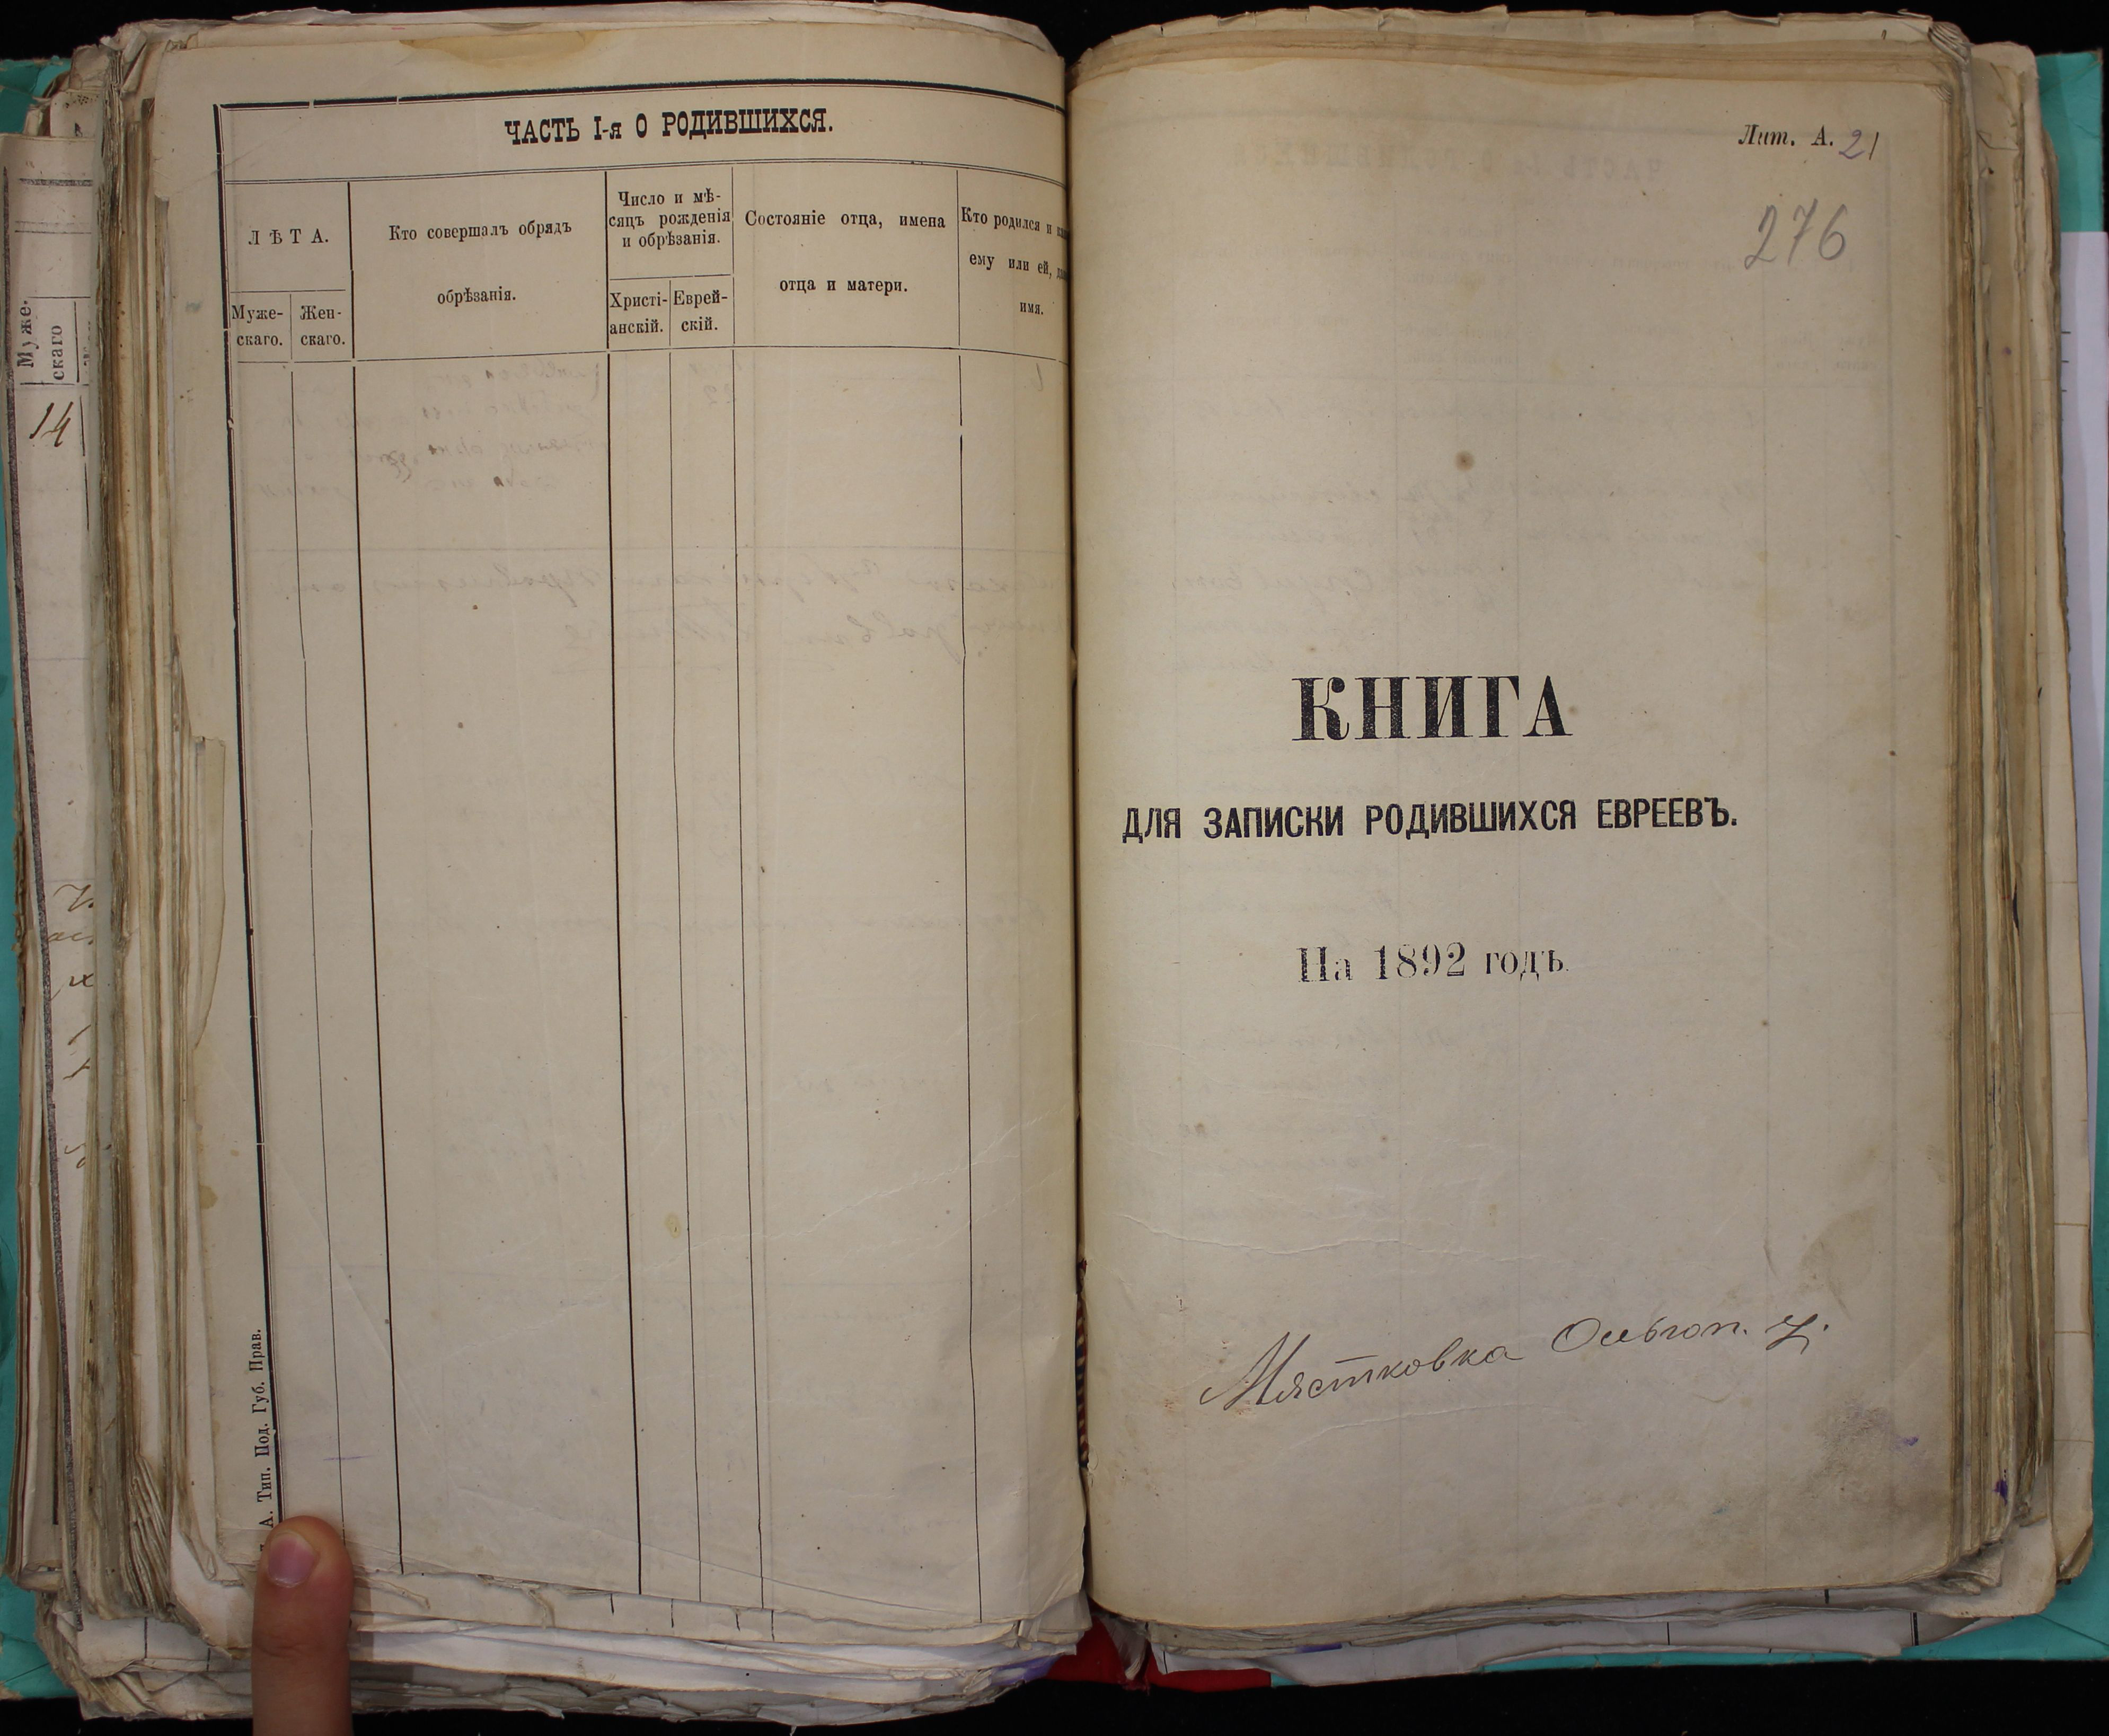 ЧАСТЬ I-я О РОДИВШИХСЯ.
ЛѢТА.
Муже-
скаго.
Жен-
скаго.
Кто совершалъ обрядъ
обрѣзанія.
Число и мѣ-
сяцъ рожденія
и обрѣзанія.
Христі-
анскій.
Еврей-
скій.
Состояніе отца, имена
отца и матери.
Кто родился и
ему или ей,
имя.
А. Тип. Под. Губ. Прав.
Муже-
скаго
14
Лит. А. 21
276
КНИГА
ДЛЯ ЗАПИСКИ РОДИВШИХСЯ ЕВРЕЕВЪ.
На 1892 годъ
Мястковка Ольгоп. у.